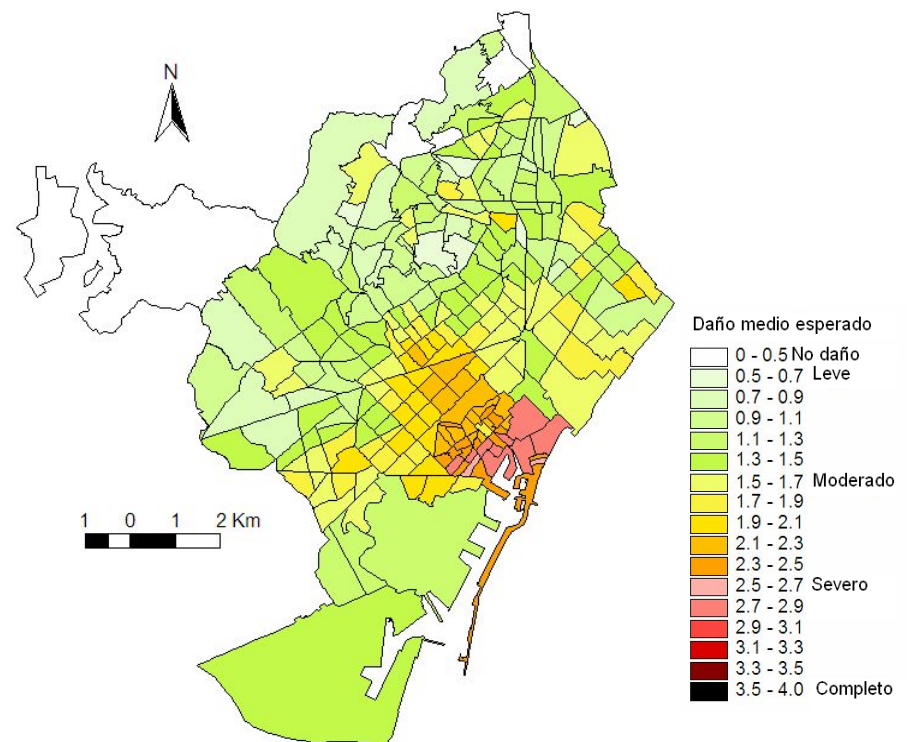 N
1 0 1 2 Km
Daño medio esperado
0 - 0.5 No daño
0.5 - 0.7 Leve
0.7 - 0.9
0.9 - 1.1
1.1 - 1.3
1.3 - 1.5
1.5 - 1.7 Moderado
1.7 - 1.9
1.9 - 2.1
2.1 - 2.3
2.3 - 2.5
2.5 - 2.7 Severo
2.7 - 2.9
2.9 - 3.1
3.1 - 3.3
3.3 - 3.5
3.5 - 4.0 Completo